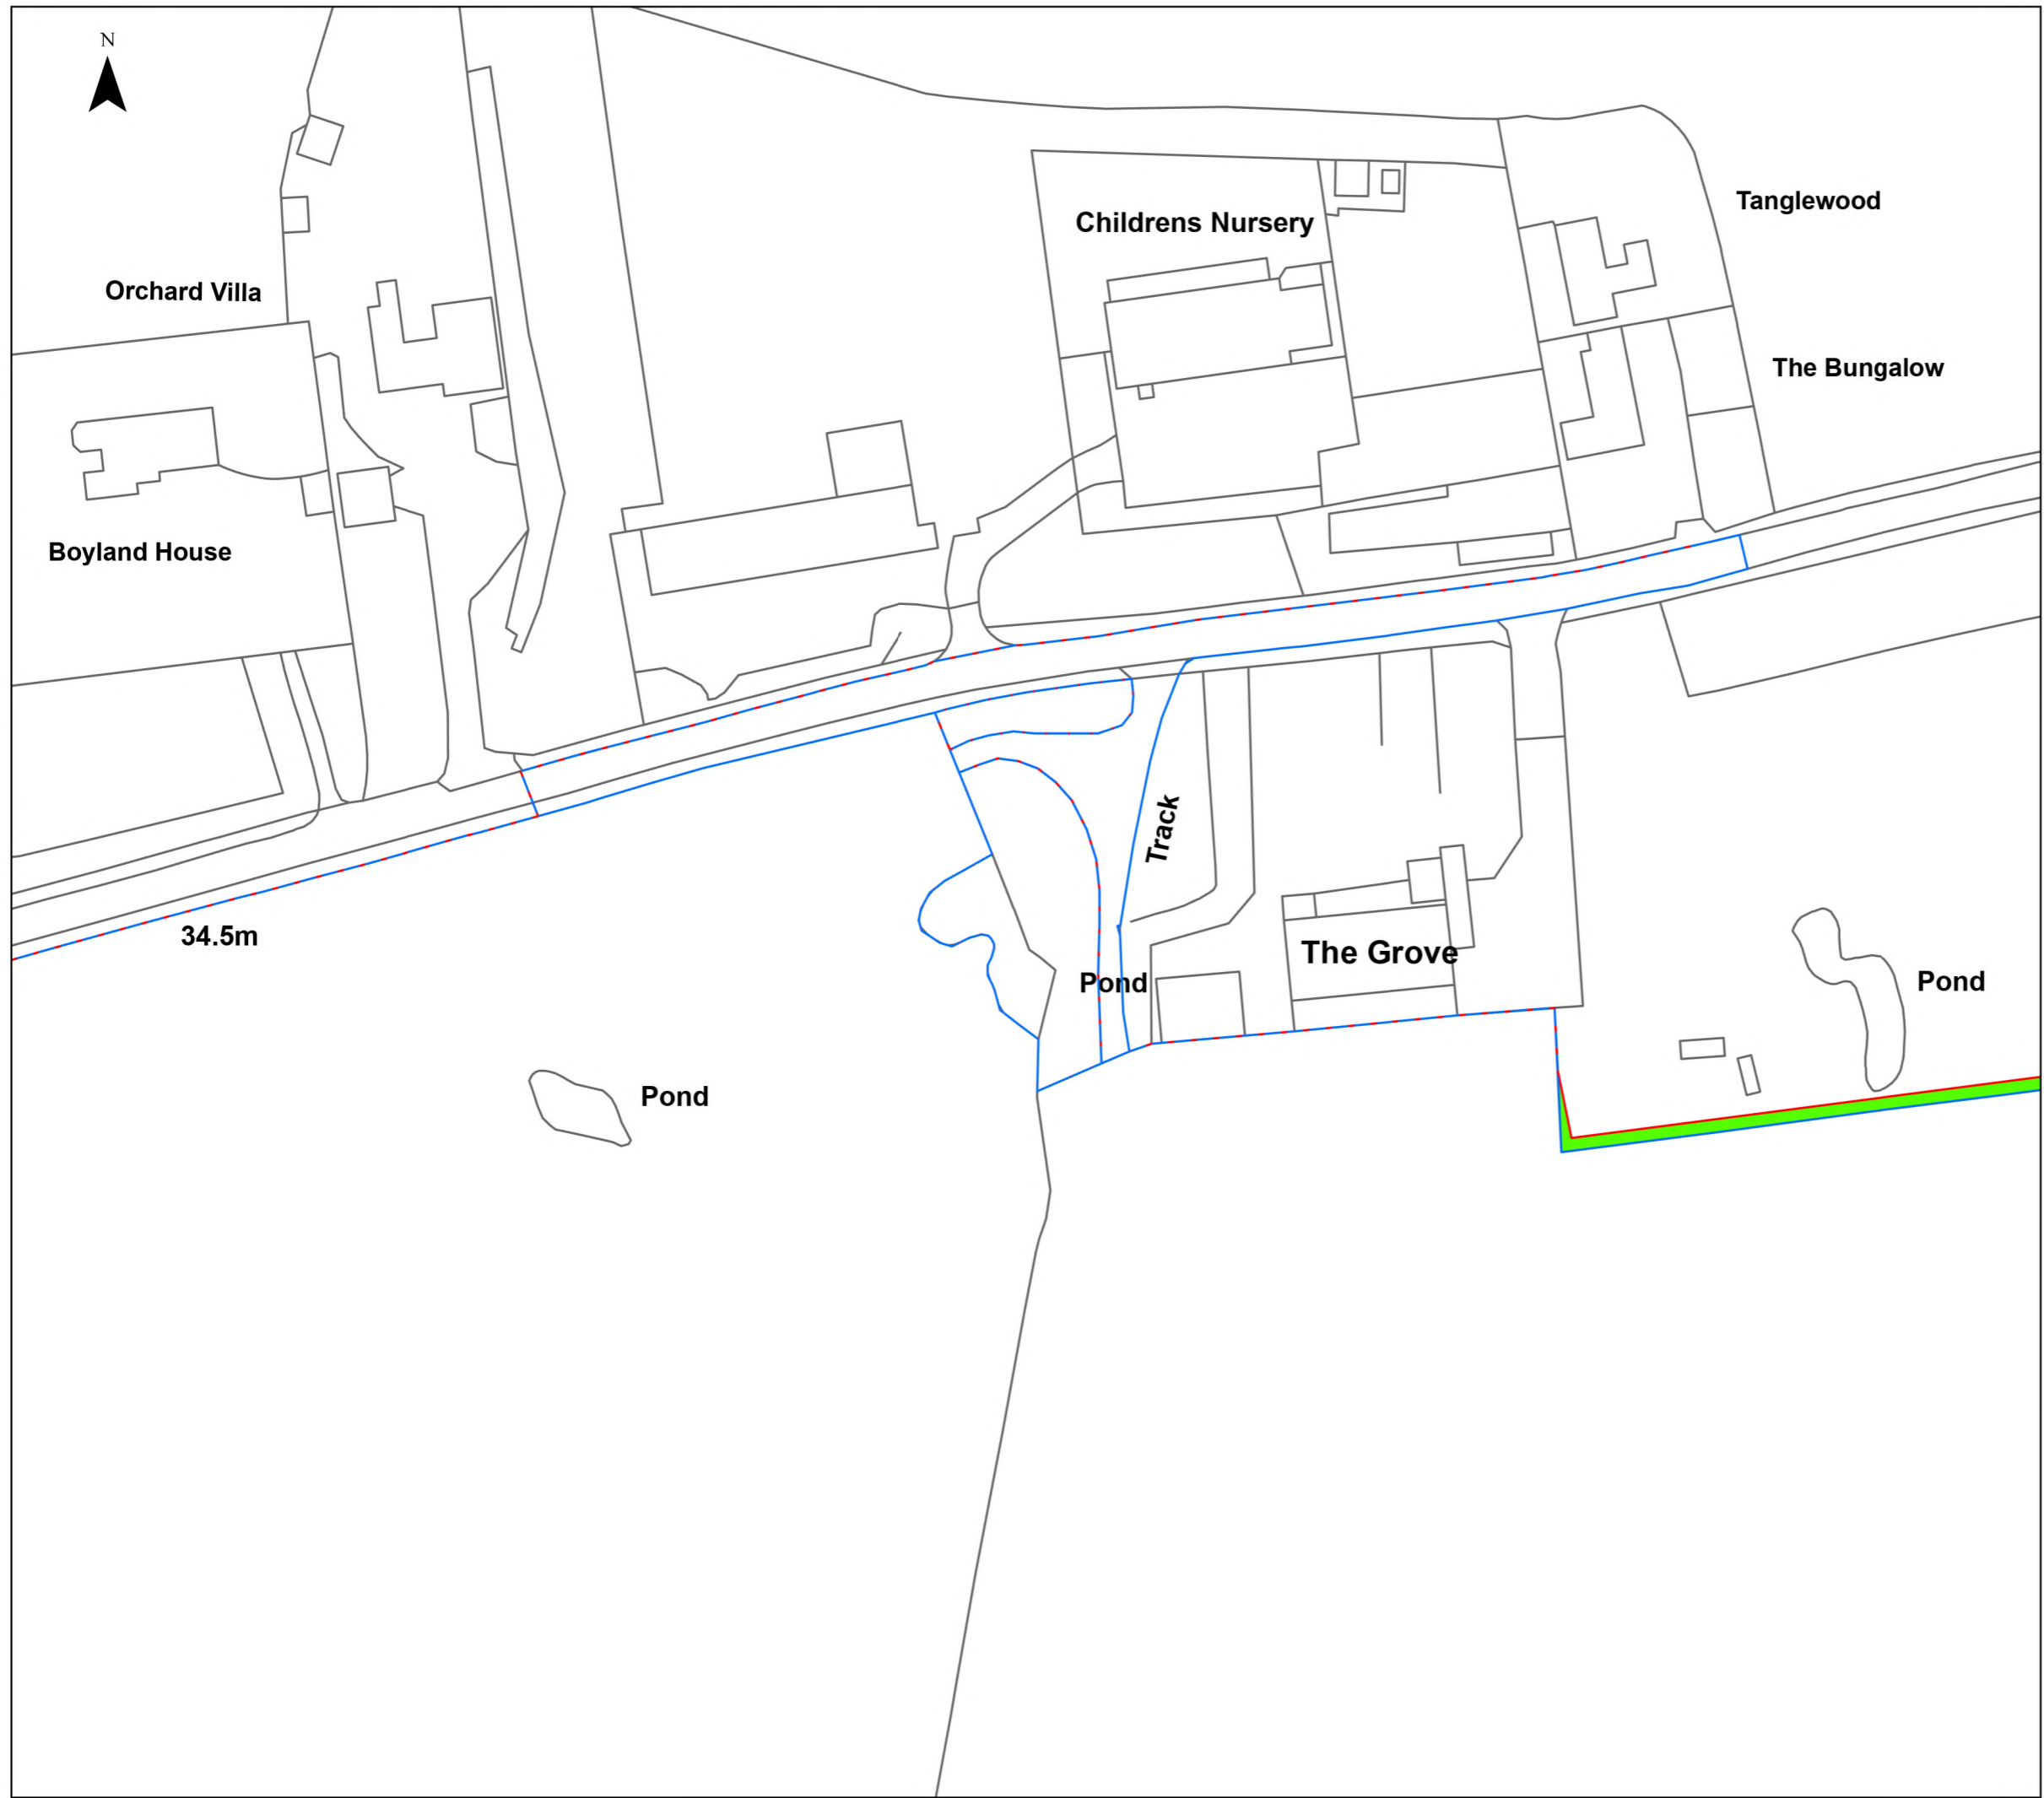 N
Tanglewood
Childrens Nursery
Orchard Villa
The Bungalow
Boyland House
Track
34.5m
The Grove
Pond
Pond
Pond